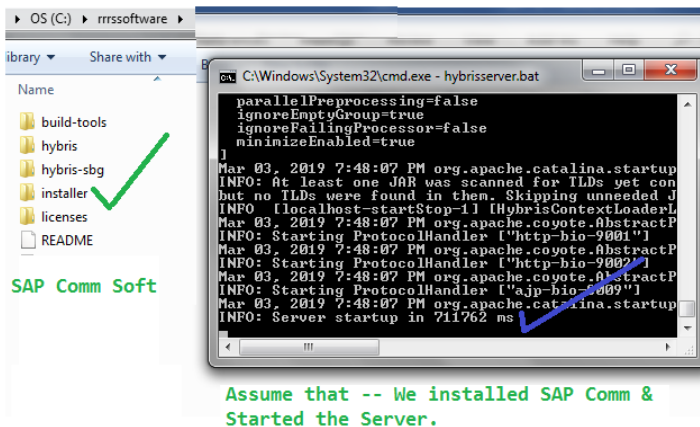 OS (C:) ▸ rrrssoftware ▸
ibrary ▾ Share with ▾
Name
build-tools
hybris
hybris-sbg
installer
licenses
README
SAP Comm Soft
C:\Windows\System32\cmd.exe - hybrisserver.bat
parallelPreprocessing=false
ignoreEmptyGroup=true
ignoreFailingProcessor=false
minimizeEnabled=true
]
Mar 03, 2019 7:48:07 PM org.apache.catalina.startup
INFO: At least one JAR was scanned for TLDs yet con
but no TLDs were found in them. Skipping unneeded J
INFO [localhost-startStop-1] [HybrisContextLoaderL
Mar 03, 2019 7:48:07 PM org.apache.coyote.AbstractP
INFO: Starting ProtocolHandler ["http-bio-9001"]
Mar 03, 2019 7:48:07 PM org.apache.coyote.AbstractP
INFO: Starting ProtocolHandler ["http-bio-9002"]
Mar 03, 2019 7:48:07 PM org.apache.coyote.AbstractP
INFO: Starting ProtocolHandler ["ajp-bio-8009"]
Mar 03, 2019 7:48:07 PM org.apache.catalina.startup
INFO: Server startup in 711762 ms
Assume that -- We installed SAP Comm &
Started the Server.